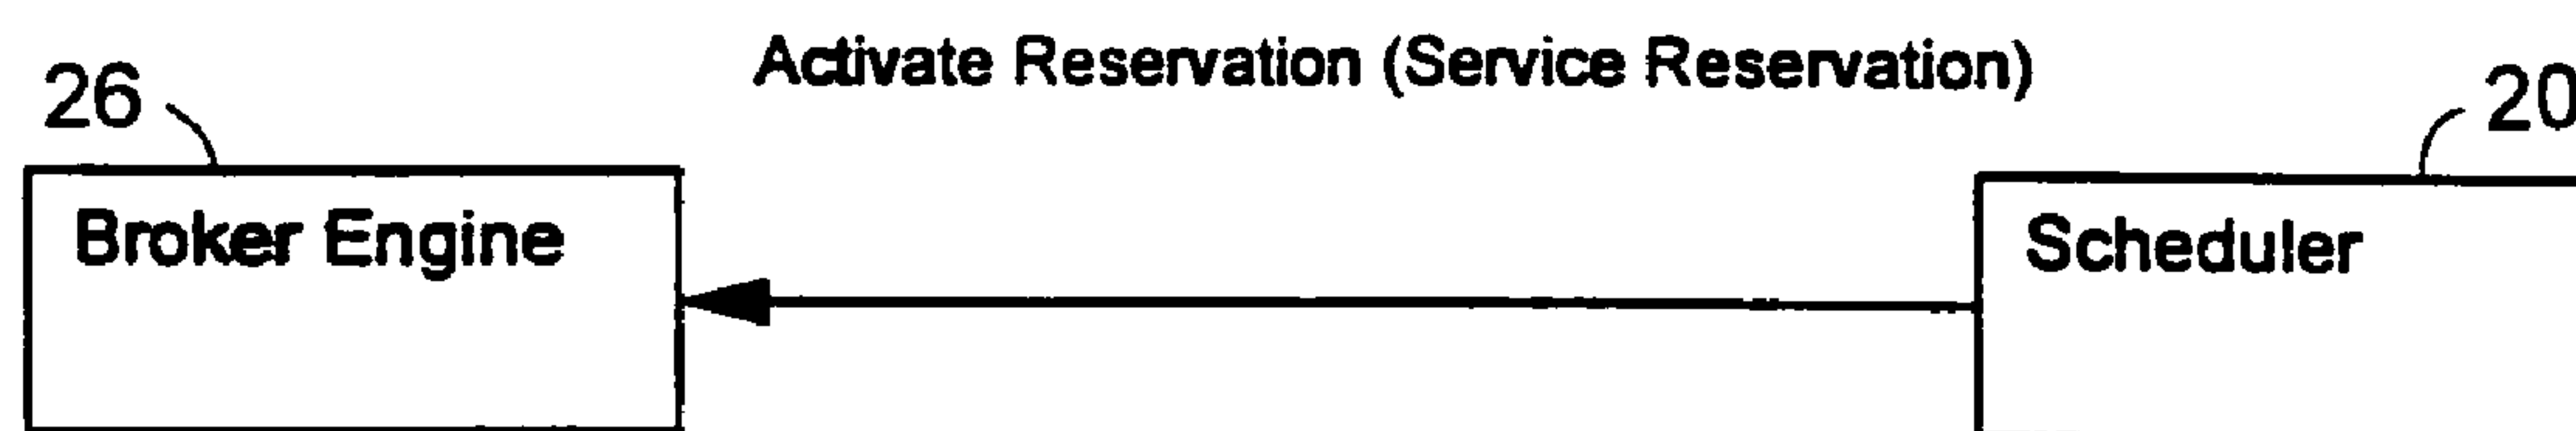 Activate Reservation (Service Reservation)
26
20
Broker Engine
Scheduler